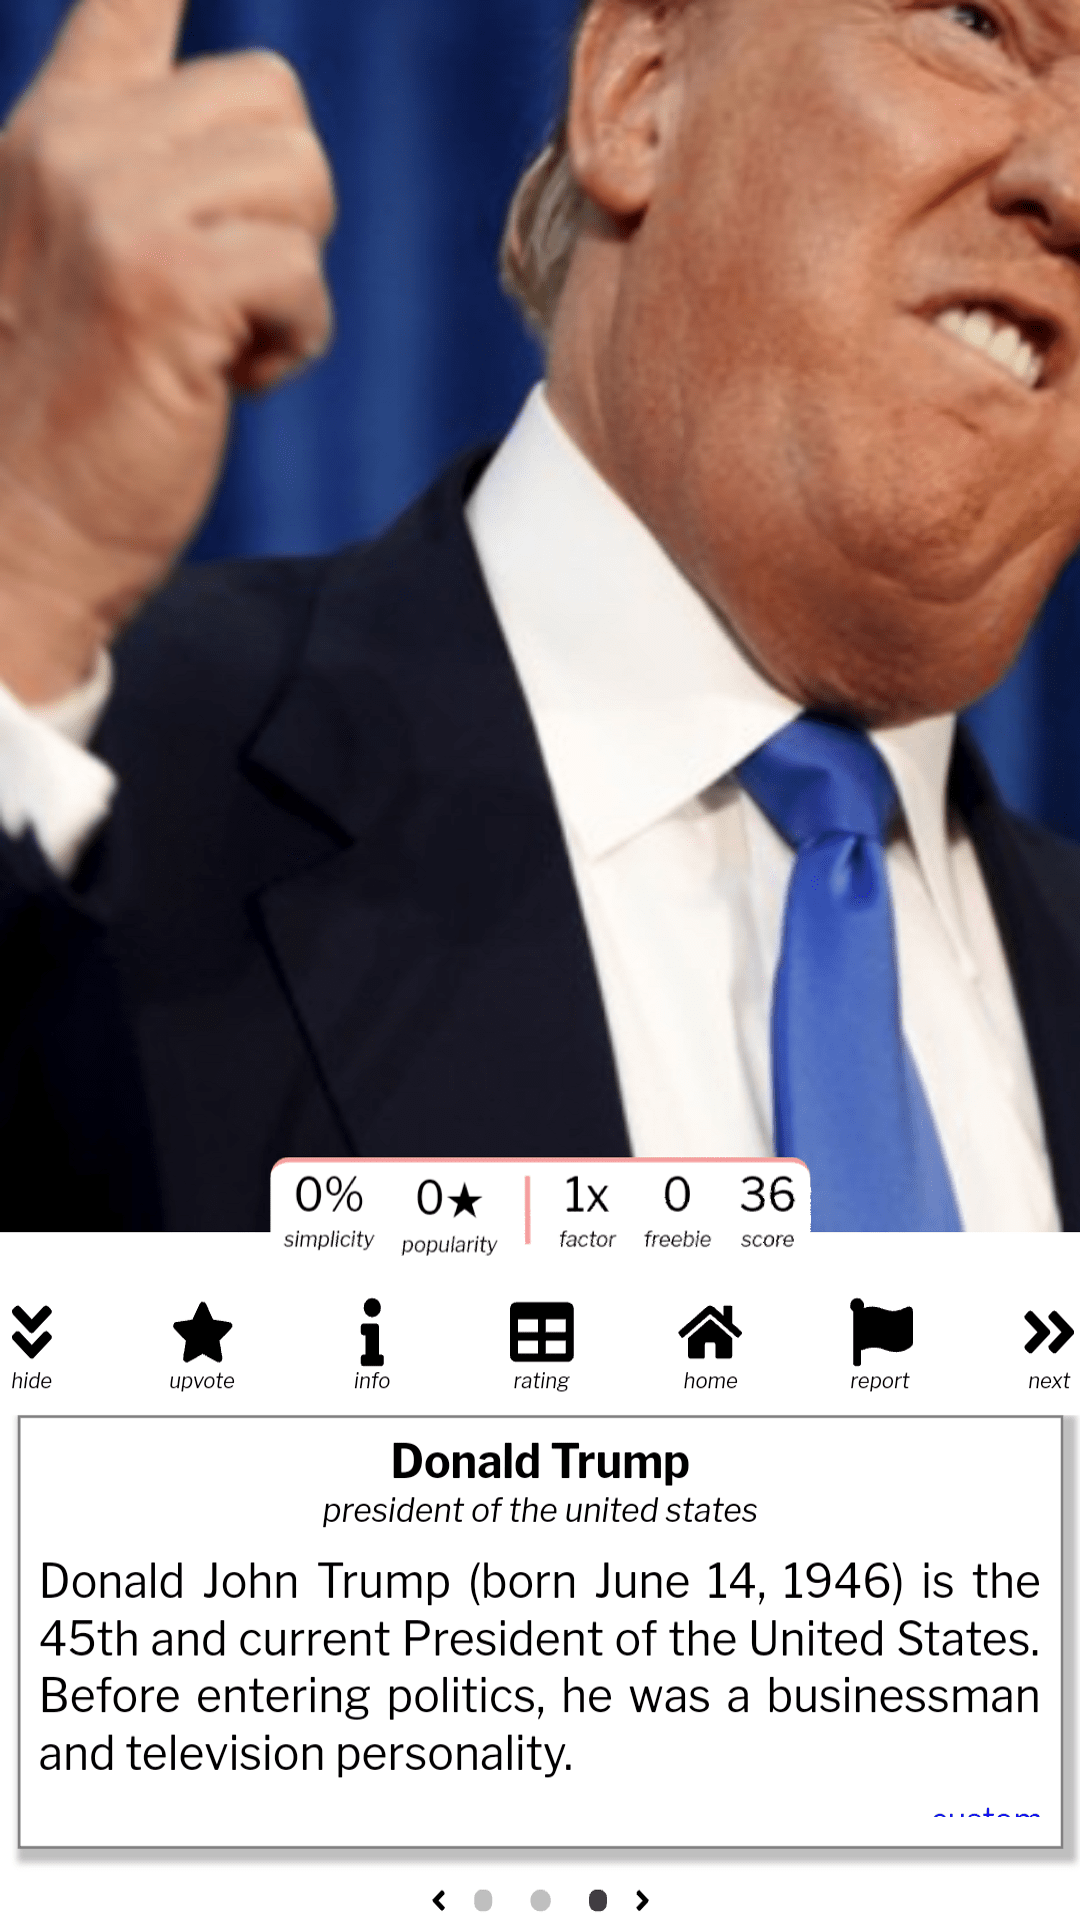 0% 0★ 1x 0 36
simplicity popularity factor freebie score
hide upvote info rating home report next
Donald Trump
president of the united states
Donald John Trump (born June 14, 1946) is the
45th and current President of the United States.
Before entering politics, he was a businessman
and television personality.